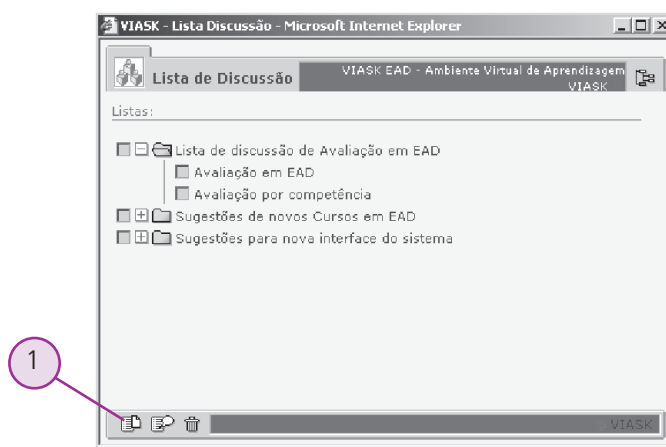 VIASK - Lista Discussão - Microsoft Internet Explorer
Lista de Discussão
VIASK EAD - Ambiente Virtual de Aprendizagem
VIASK
Listas:
Lista de discussão de Avaliação em EAD
Avaliação em EAD
Avaliação por competência
Sugestões de novos Cursos em EAD
Sugestões para nova interface do sistema
1
VIASK